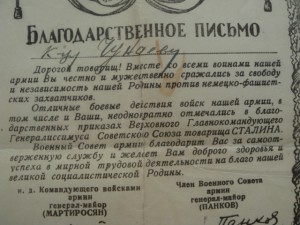 БЛАГОДАРСТВЕННОЕ ПИСЬМО
Дорогой товарищ! Вместе со всеми воинами нашей
армии Вы честно и мужественно сражались за свободу
и независимость нашей Родины против немецко-фашист-
ских захватчиков.
Отличные боевые действия войск нашей армии, в
том числе и Ваши, неоднократно отмечались в благо-
дарственных приказах Верховного Главнокомандующего
Генералиссимуса Советского Союза товарища СТАЛИНА.
Военный Совет армии благодарит Вас за самоот-
верженную службу и желает Вам доброго здоровья и
успеха в мирной трудовой деятельности на благо нашей
великой социалистической Родины.
и. д. Командующего войсками
армии
генерал-майор
(МАРТИРОСЯН)
Член Военного Совета
армии
генерал-майор
(ПАНКОВ)
Панков